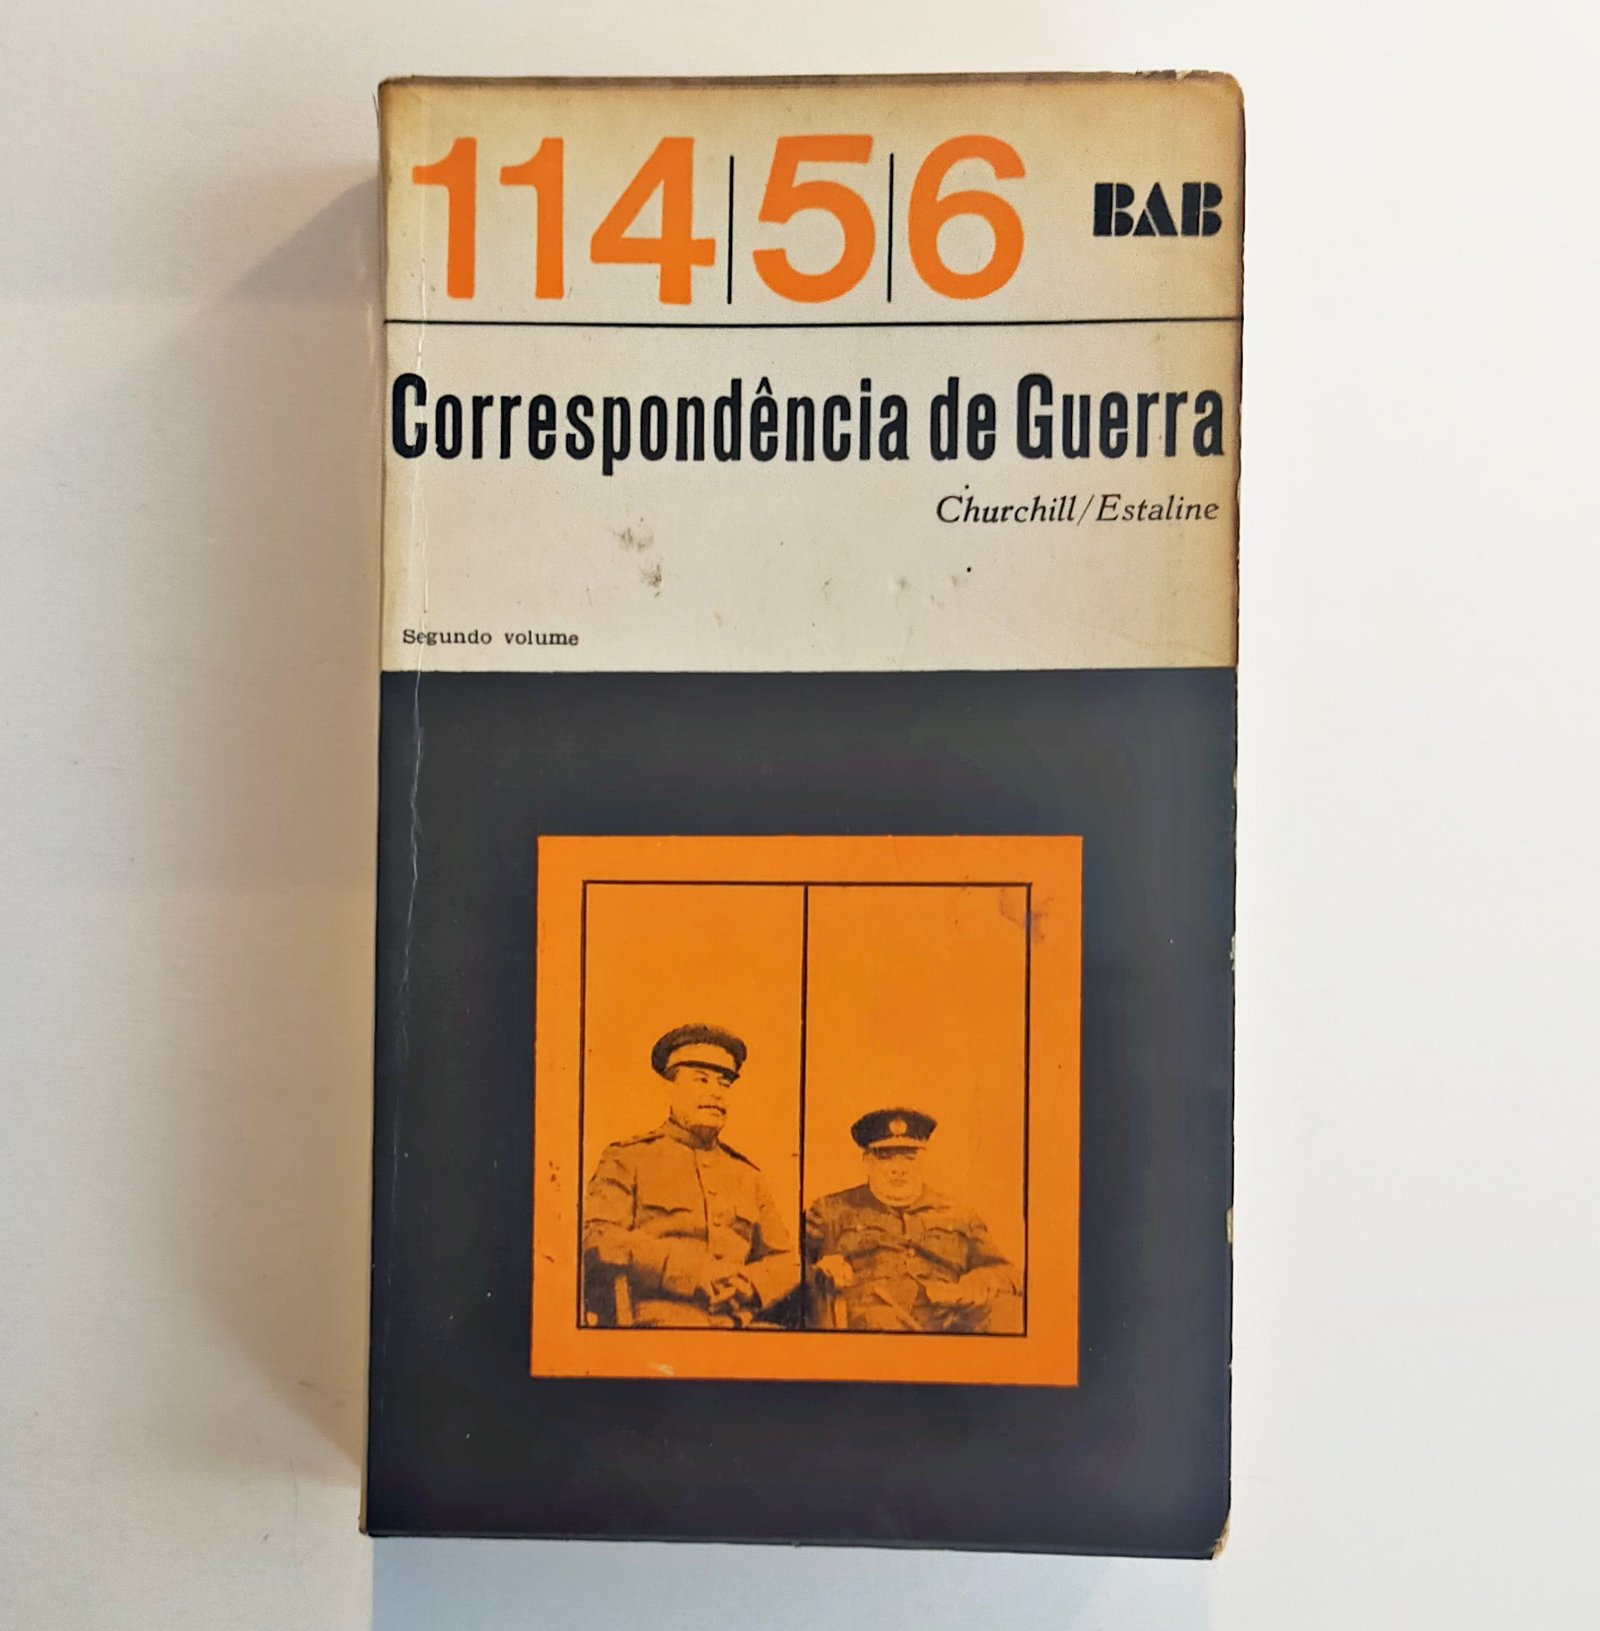 114|5|6 BAB
Correspondência de Guerra
Churchill/Estaline
Segundo volume